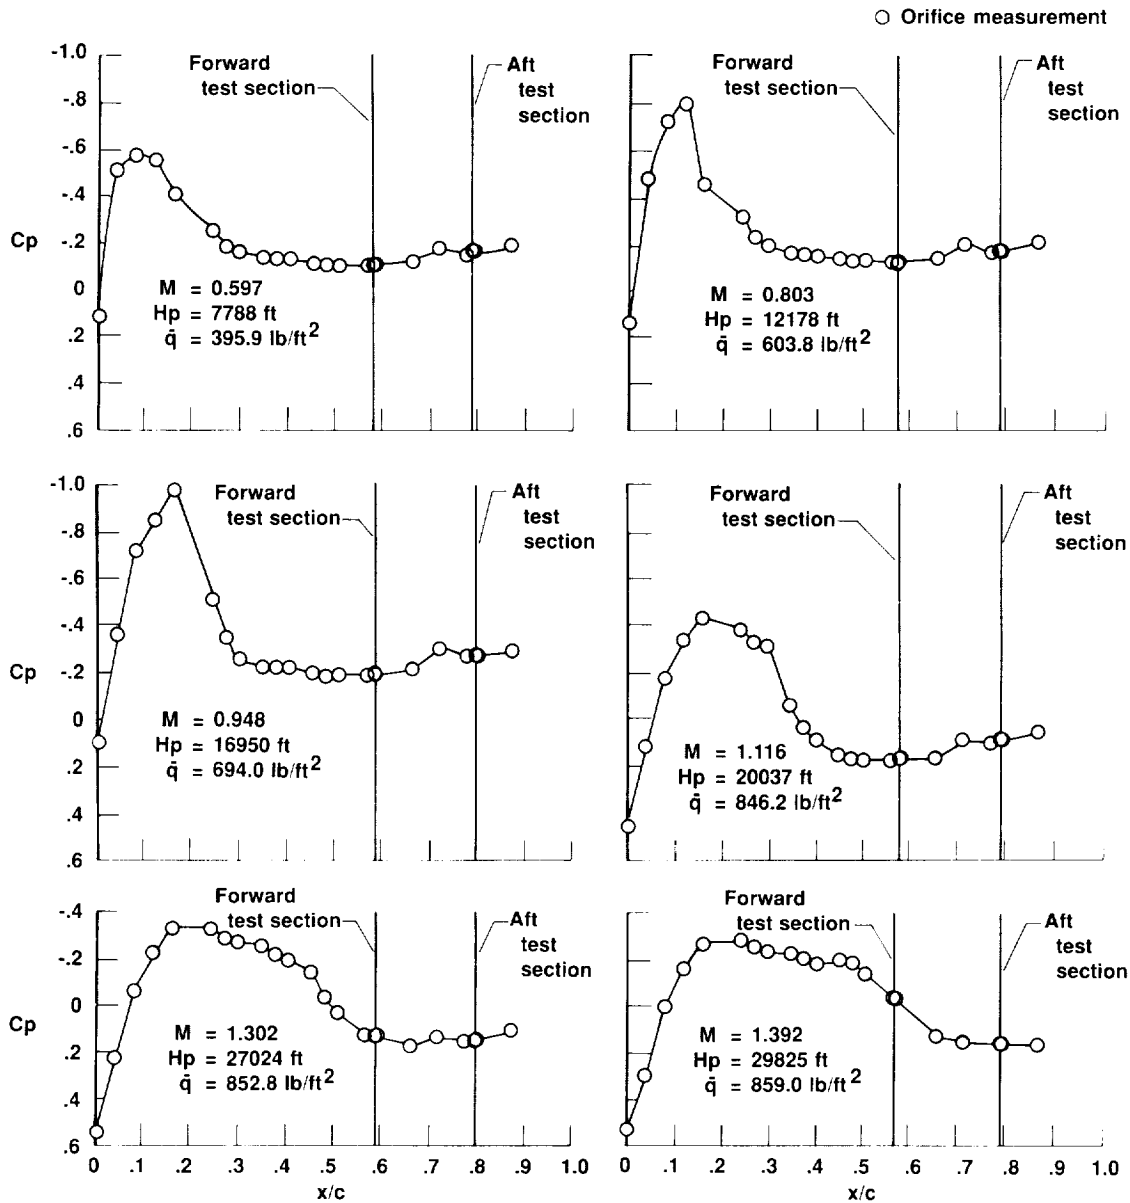 Orifice measurement
-1.0
-.8
-.6
-.4
-.2
0
.2
.4
.6
Cp
Forward
test section
Aft
test
section
M = 0.597
Hp = 7788 ft
q̄ = 395.9 lb/ft2
Forward
test section
Aft
test
section
M = 0.803
Hp = 12178 ft
q̄ = 603.8 lb/ft2
-1.0
-.8
-.6
-.4
-.2
0
.2
.4
.6
Cp
Forward
test section
Aft
test
section
M = 0.948
Hp = 16950 ft
q̄ = 694.0 lb/ft2
Forward
test section
Aft
test
section
M = 1.116
Hp = 20037 ft
q̄ = 846.2 lb/ft2
-.4
-.2
0
.2
.4
.6
Cp
Forward
test section
Aft
test
section
M = 1.302
Hp = 27024 ft
q̄ = 852.8 lb/ft2
0 .1 .2 .3 .4 .5 .6 .7 .8 .9 1.0
x/c
Forward
test section
Aft
test
section
M = 1.392
Hp = 29825 ft
q̄ = 859.0 lb/ft2
0 .1 .2 .3 .4 .5 .6 .7 .8 .9 1.0
x/c